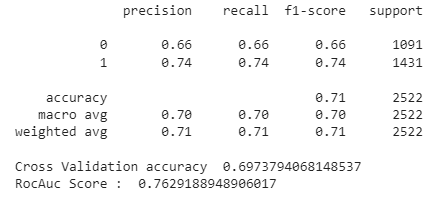 precision recall f1-score support
0 0.66 0.66 0.66 1091
1 0.74 0.74 0.74 1431
accuracy 0.71 2522
macro avg 0.70 0.70 0.70 2522
weighted avg 0.71 0.71 0.71 2522
Cross Validation accuracy 0.6973794068148537
RocAuc Score : 0.7629188948906017